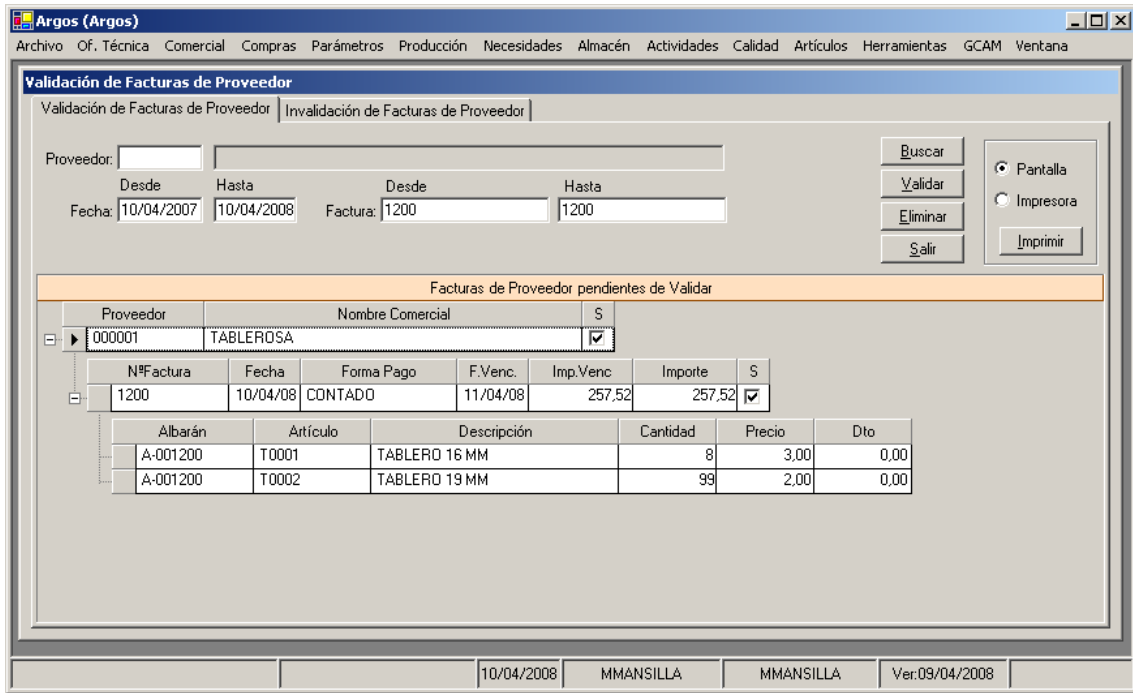 Argos (Argos)
Archivo Of. Técnica Comercial Compras Parámetros Producción Necesidades Almacén Actividades Calidad Artículos Herramientas GCAM Ventana
Validación de Facturas de Proveedor
Validación de Facturas de Proveedor Invalidación de Facturas de Proveedor
Proveedor: Buscar
Pantalla
Desde Hasta Desde Hasta Validar
Fecha: 10/04/2007 10/04/2008 Factura: 1200 1200 Impresora
Eliminar
Salir Imprimir
Facturas de Proveedor pendientes de Validar
Proveedor Nombre Comercial S
000001 TABLEROSA
NªFactura Fecha Forma Pago F.Venc. Imp.Venc Importe S
1200 10/04/08 CONTADO 11/04/08 257,52 257,52
Albarán Artículo Descripción Cantidad Precio Dto
A-001200 T0001 TABLERO 16 MM 8 3,00 0,00
A-001200 T0002 TABLERO 19 MM 99 2,00 0,00
10/04/2008 MMANSILLA MMANSILLA Ver:09/04/2008